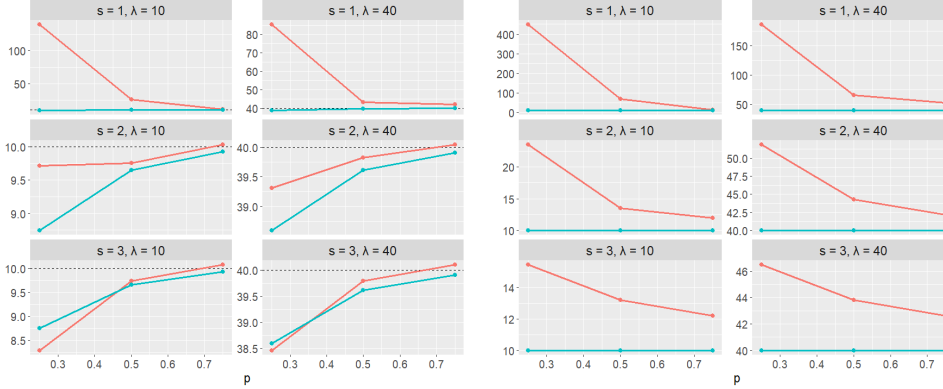 s = 1, λ = 10
s = 1, λ = 40
s = 1, λ = 10
s = 1, λ = 40
100
50
80
70
60
50
40
400
300
200
100
0
150
100
50
s = 2, λ = 10
s = 2, λ = 40
s = 2, λ = 10
s = 2, λ = 40
10.0
9.5
9.0
40.0
39.5
39.0
20
15
10
50.0
47.5
45.0
42.5
40.0
s = 3, λ = 10
s = 3, λ = 40
s = 3, λ = 10
s = 3, λ = 40
10.0
9.5
9.0
8.5
40.0
39.5
39.0
38.5
14
12
10
46
44
42
40
0.3 0.4 0.5 0.6 0.7
0.3 0.4 0.5 0.6 0.7
0.3 0.4 0.5 0.6 0.7
0.3 0.4 0.5 0.6 0.7
p
p